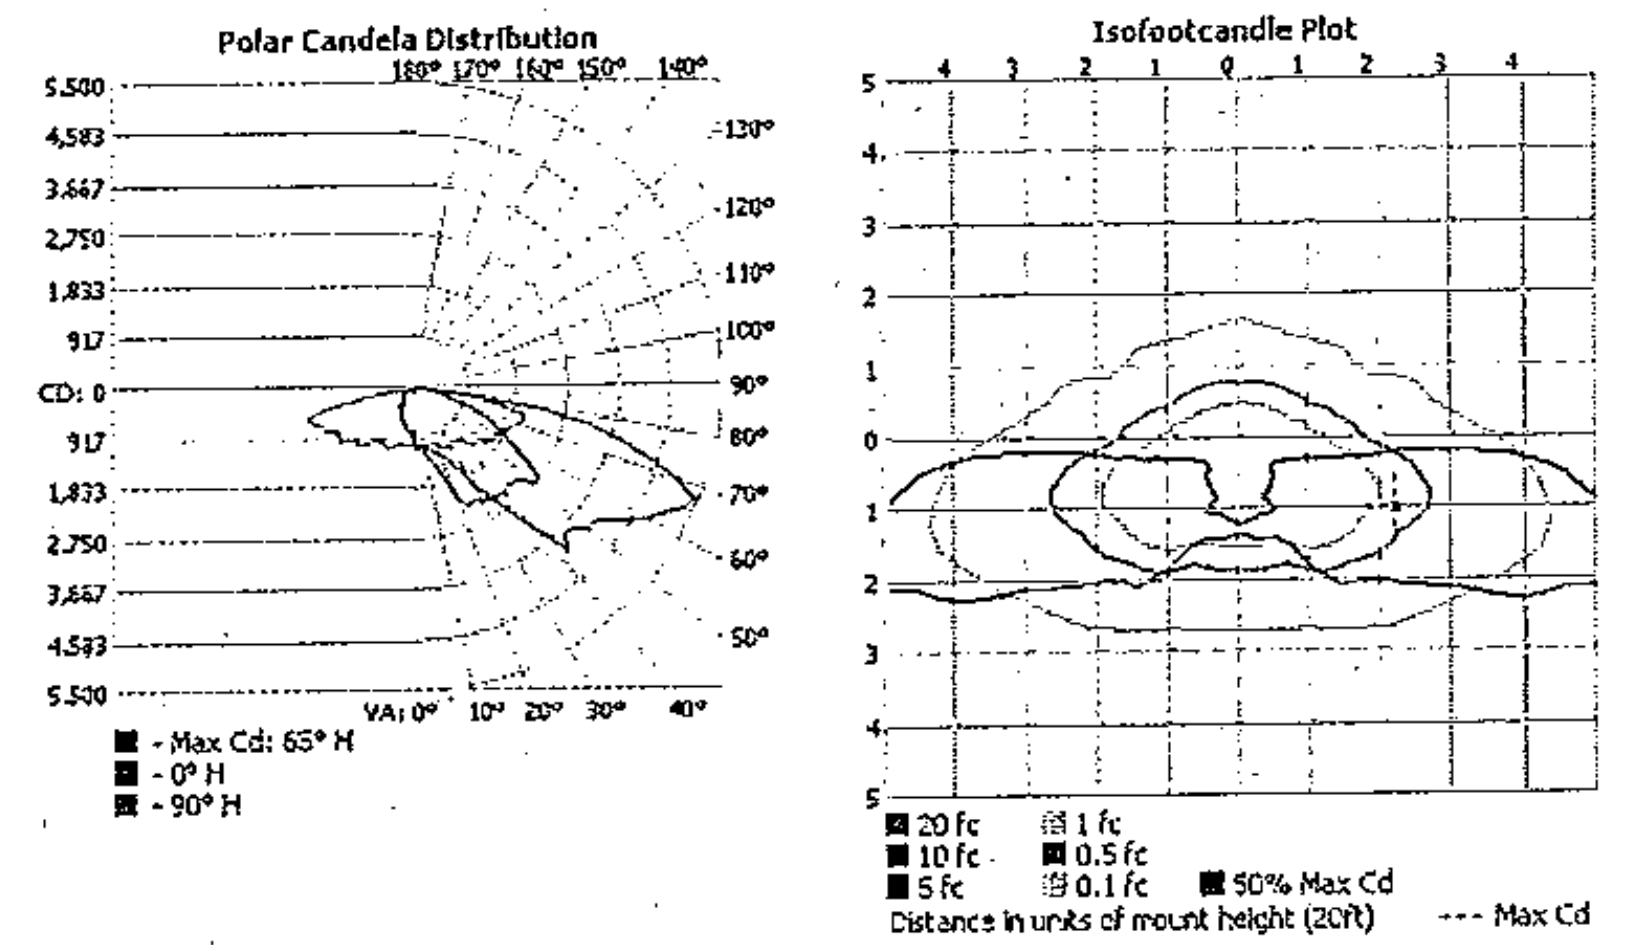 Polar Candela Distribution
180° 170° 160° 150° 140°
5,500
4,583
3,667
2,750
1,833
917
CD: 0
917
1,833
2,750
3,667
4,583
5,500
130°
120°
110°
100°
90°
80°
70°
60°
50°
VA: 0° 10° 20° 30° 40°
- Max Cd: 65° H
- 0° H
- 90° H
Isofootcandle Plot
4 3 2 1 0 1 2 3 4
5
4
3
2
1
0
1
2
3
4
5
20 fc 1 fc
10 fc 0.5 fc
5 fc 0.1 fc 50% Max Cd
Distance in units of mount height (20ft) --- Max Cd